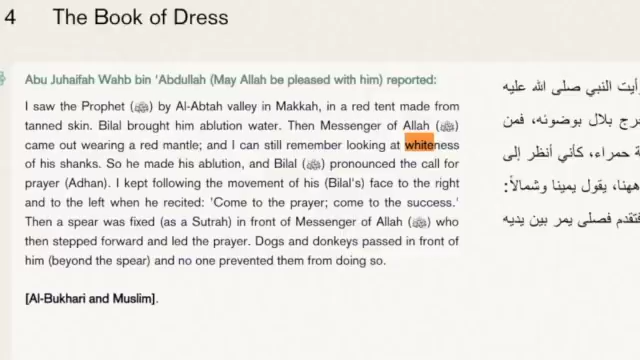 4 The Book of Dress
Abu Juhaifah Wahb bin 'Abdullah (May Allah be pleased with him) reported:
I saw the Prophet (ﷺ) by Al-Abtah valley in Makkah, in a red tent made from
tanned skin. Bilal brought him ablution water. Then Messenger of Allah (ﷺ)
came out wearing a red mantle; and I can still remember looking at whiteness
of his shanks. So he made his ablution, and Bilal (ﷺ) pronounced the call for
prayer (Adhan). I kept following the movement of his (Bilal's) face to the right
and to the left when he recited: 'Come to the prayer; come to the success.'
Then a spear was fixed (as a Sutrah) in front of Messenger of Allah (ﷺ) who
then stepped forward and led the prayer. Dogs and donkeys passed in front of
him (beyond the spear) and no one prevented them from doing so.
[Al-Bukhari and Muslim].
رأيت النبي صلى الله عليه
خرج بلال بوضوئه، فمن
حمراء، كأني أنظر إلى
ههنا، يقول يمينا وشمالاً:
فتقدم فصلى يمر بين يديه